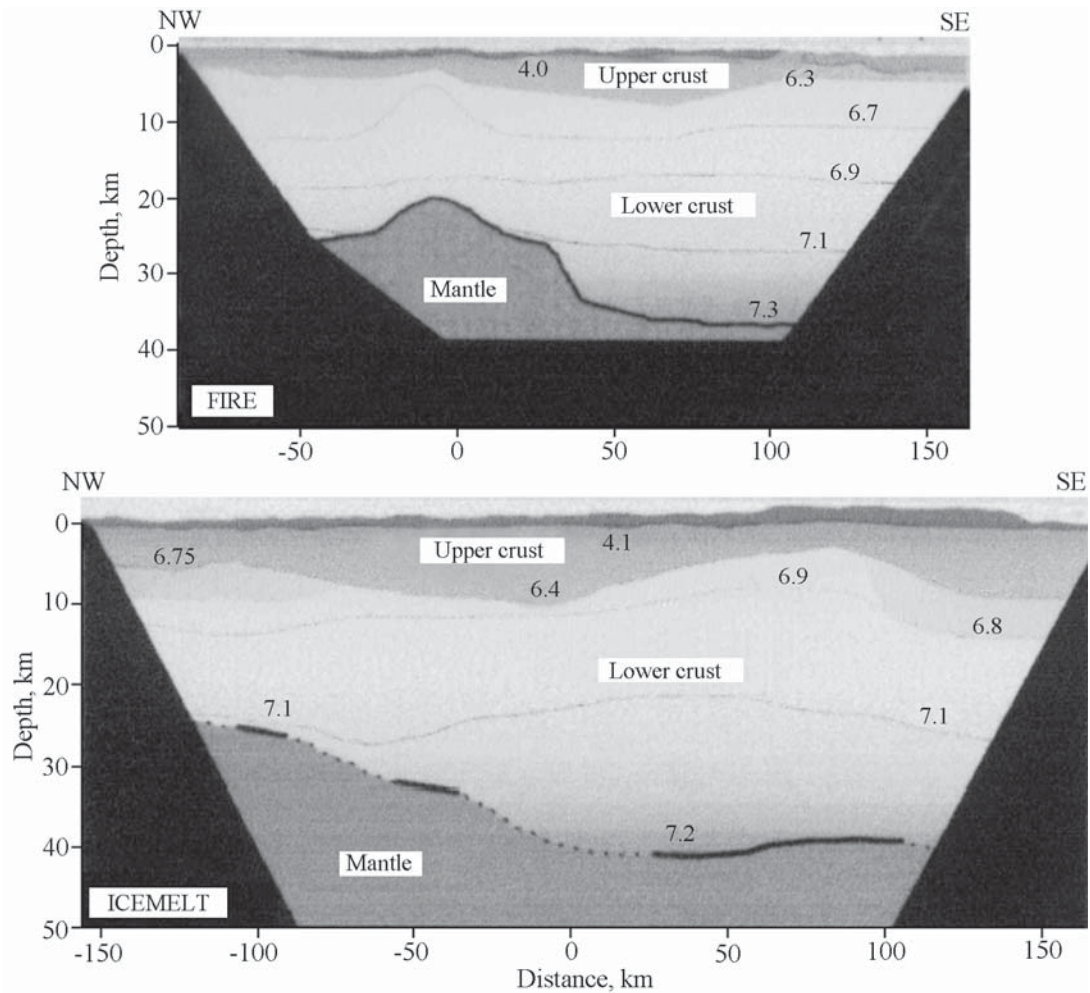 NW SE
0
10
20
30
40
50
Depth, km
4.0
Upper crust
6.3
6.7
6.9
Lower crust
7.1
Mantle
7.3
FIRE
-50 0 50 100 150
NW SE
0
10
20
30
40
50
Depth, km
6.75
Upper crust
4.1
6.4
6.9
6.8
Lower crust
7.1
7.1
7.2
Mantle
ICEMELT
-150 -100 -50 0 50 100 150
Distance, km